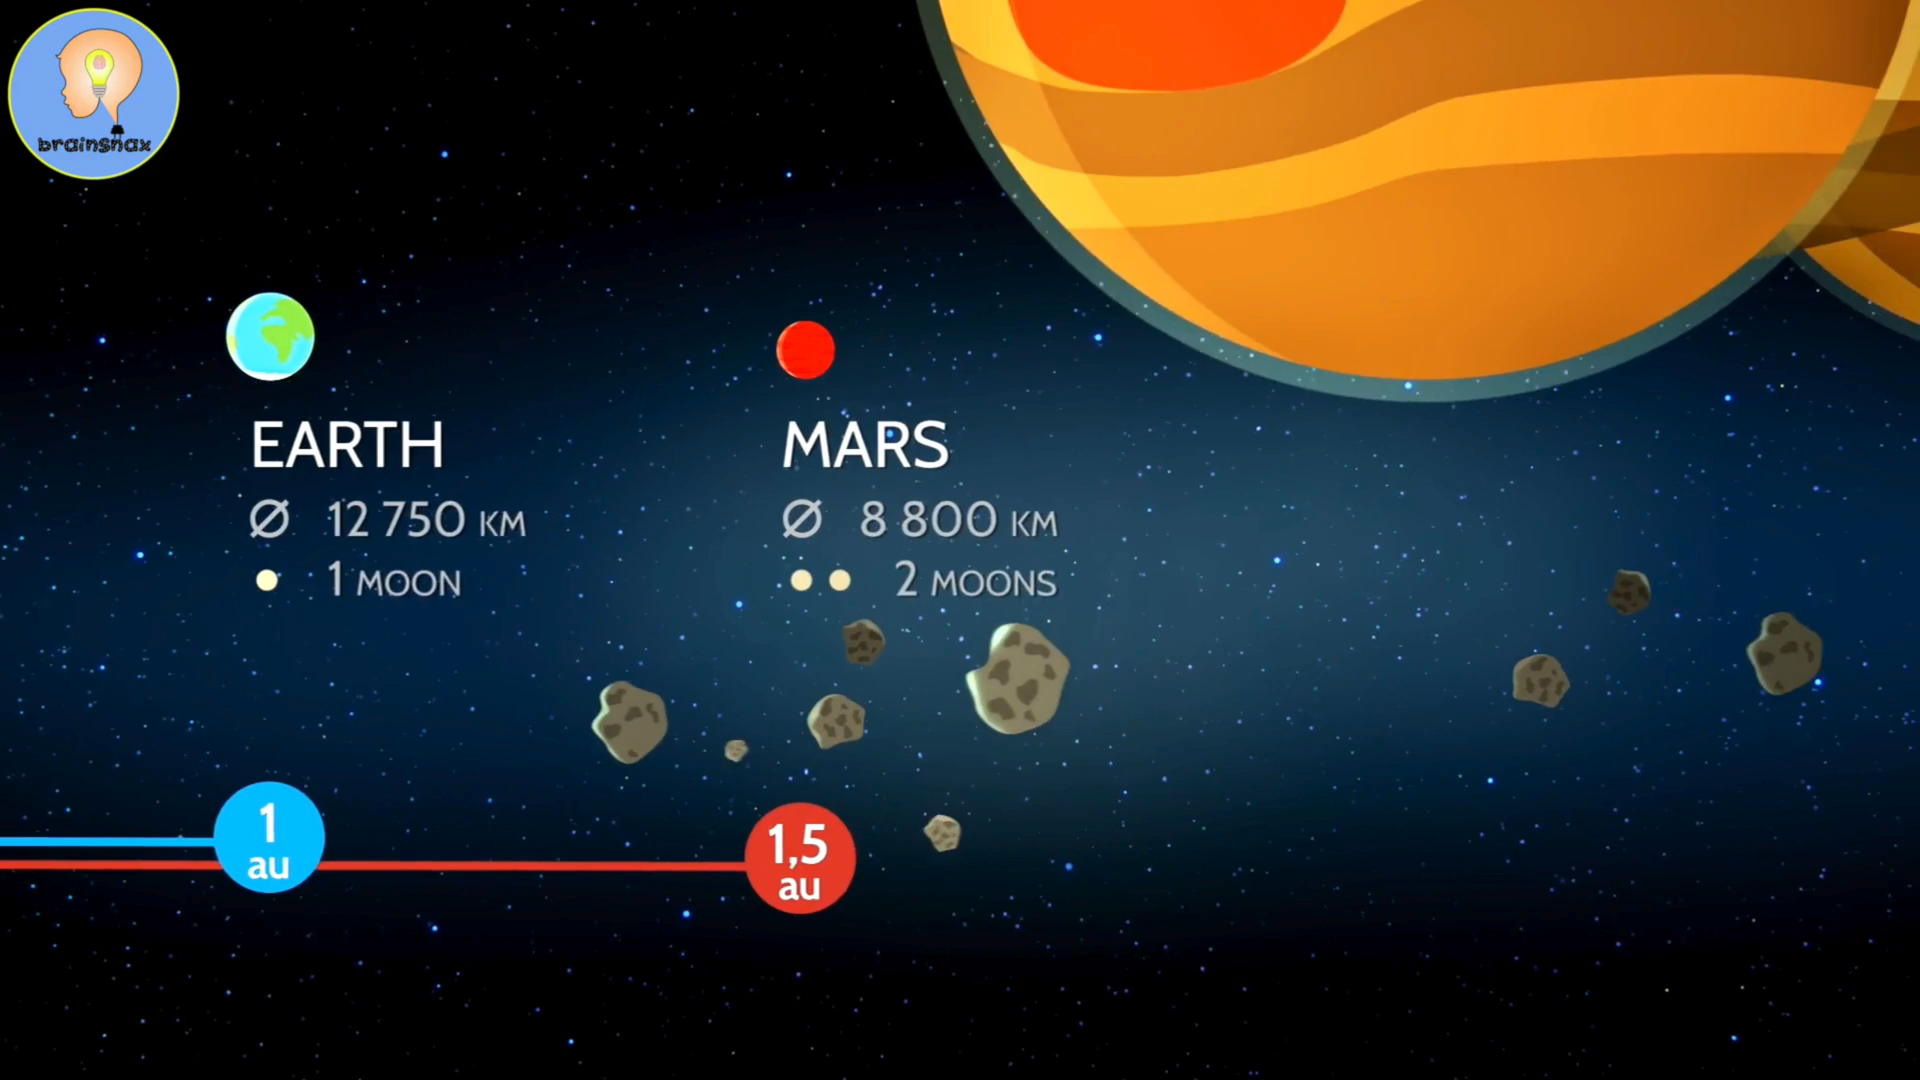 brainsnax
EARTH
Ø 12 750 KM
1 MOON
MARS
Ø 8 800 KM
2 MOONS
1
au
1,5
au